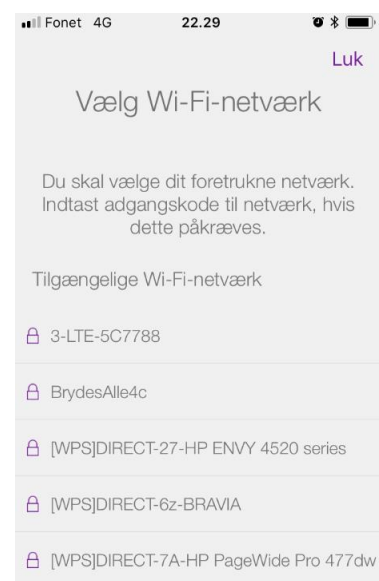 Fonet 4G 22.29
Luk
Vælg Wi-Fi-netværk
Du skal vælge dit foretrukne netværk.
Indtast adgangskode til netværk, hvis
dette påkræves.
Tilgængelige Wi-Fi-netværk
3-LTE-5C7788
BrydesAlle4c
[WPS]DIRECT-27-HP ENVY 4520 series
[WPS]DIRECT-6z-BRAVIA
[WPS]DIRECT-7A-HP PageWide Pro 477dw